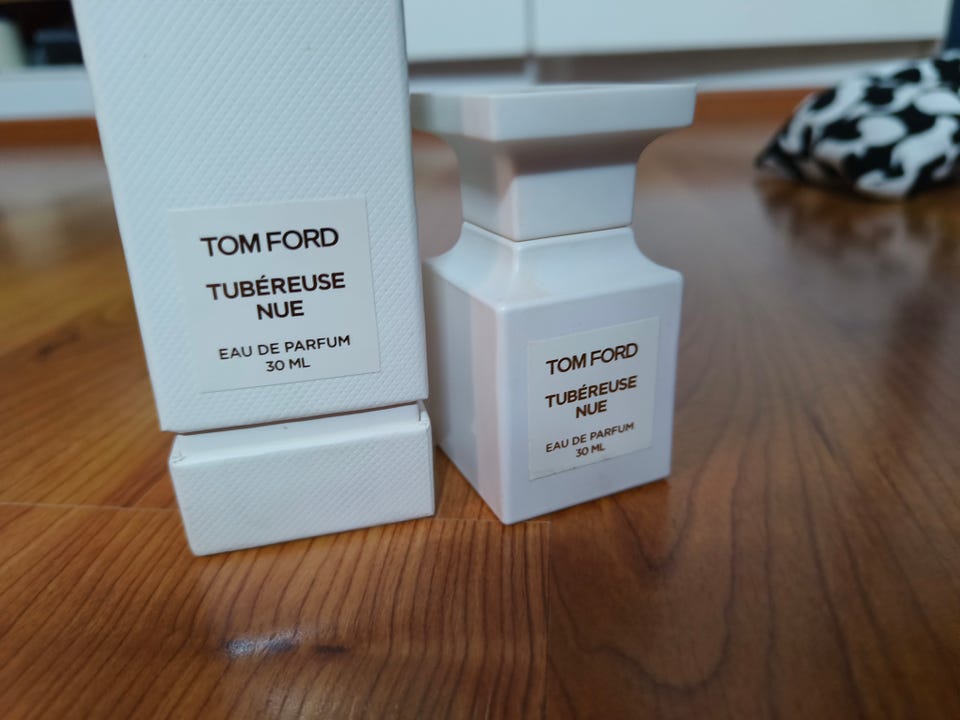 TOM FORD
TUBÉREUSE
NUE
EAU DE PARFUM
30 ML
TOM FORD
TUBÉREUSE
NUE
EAU DE PARFUM
30 ML